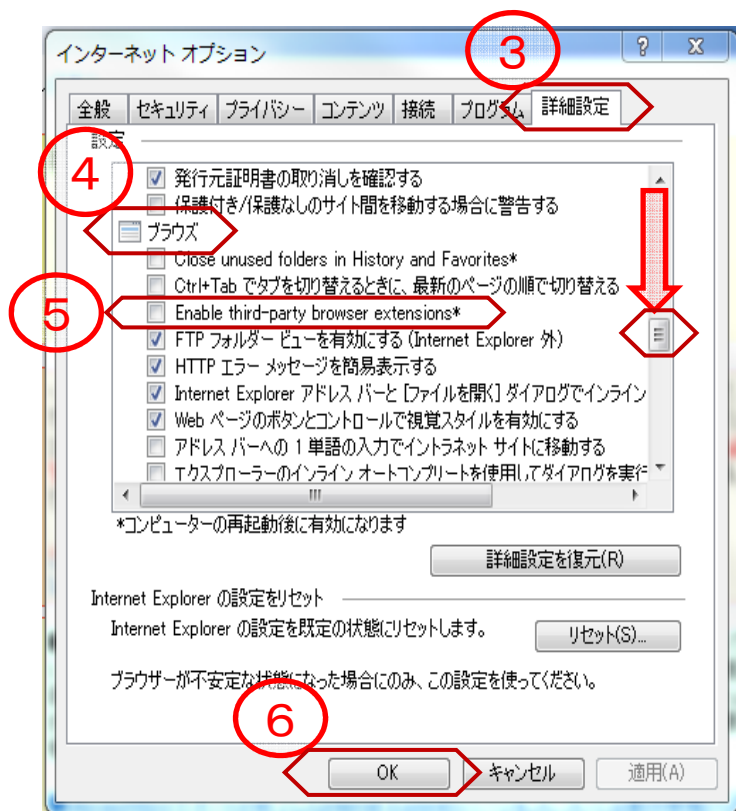 ③
インターネット オプション
全般 セキュリティ プライバシー コンテンツ 接続 プログラム 詳細設定
設定
④
発行元証明書の取り消しを確認する
保護付き/保護なしのサイト間を移動する場合に警告する
ブラウズ
Close unused folders in History and Favorites*
Ctrl+Tab でタブを切り替えるときに、最新のページの順で切り替える
⑤
Enable third-party browser extensions*
FTP フォルダー ビューを有効にする (Internet Explorer 外)
HTTP エラー メッセージを簡易表示する
Internet Explorer アドレス バーと [ファイルを開く] ダイアログでインライン
Web ページのボタンとコントロールで視覚スタイルを有効にする
アドレス バーへの 1 単語の入力でイントラネット サイトに移動する
エクスプローラーのインライン オートコンプリートを使用してダイアログを実行
*コンピューターの再起動後に有効になります
詳細設定を復元(R)
Internet Explorer の設定をリセット
Internet Explorer の設定を既定の状態にリセットします。
リセット(S)...
ブラウザーが不安定な状態になった場合にのみ、この設定を使ってください。
⑥
OK キャンセル 適用(A)